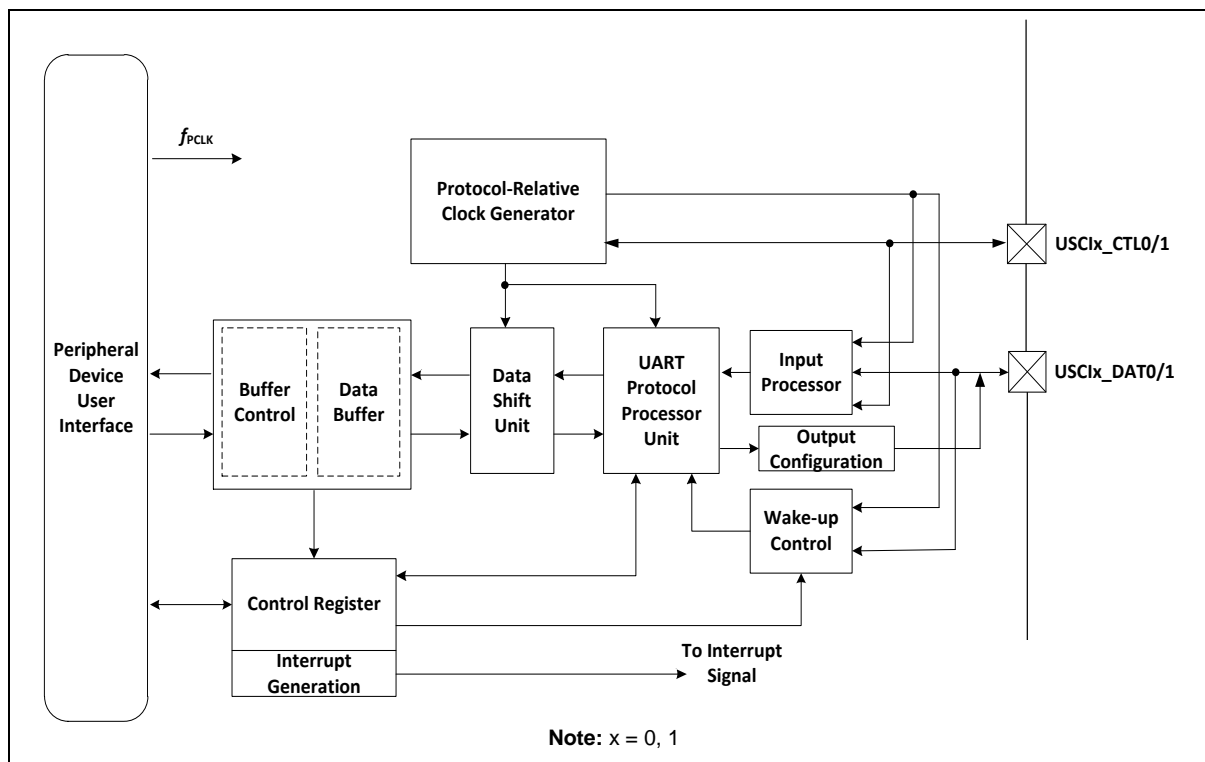 fPCLK
Protocol-Relative
Clock Generator
USCIx_CTL0/1
Peripheral
Device
User
Interface
Buffer
Control
Data
Buffer
Data
Shift
Unit
UART
Protocol
Processor
Unit
Input
Processor
USCIx_DAT0/1
Output
Configuration
Wake-up
Control
Control Register
Interrupt
Generation
To Interrupt
Signal
Note: x = 0, 1